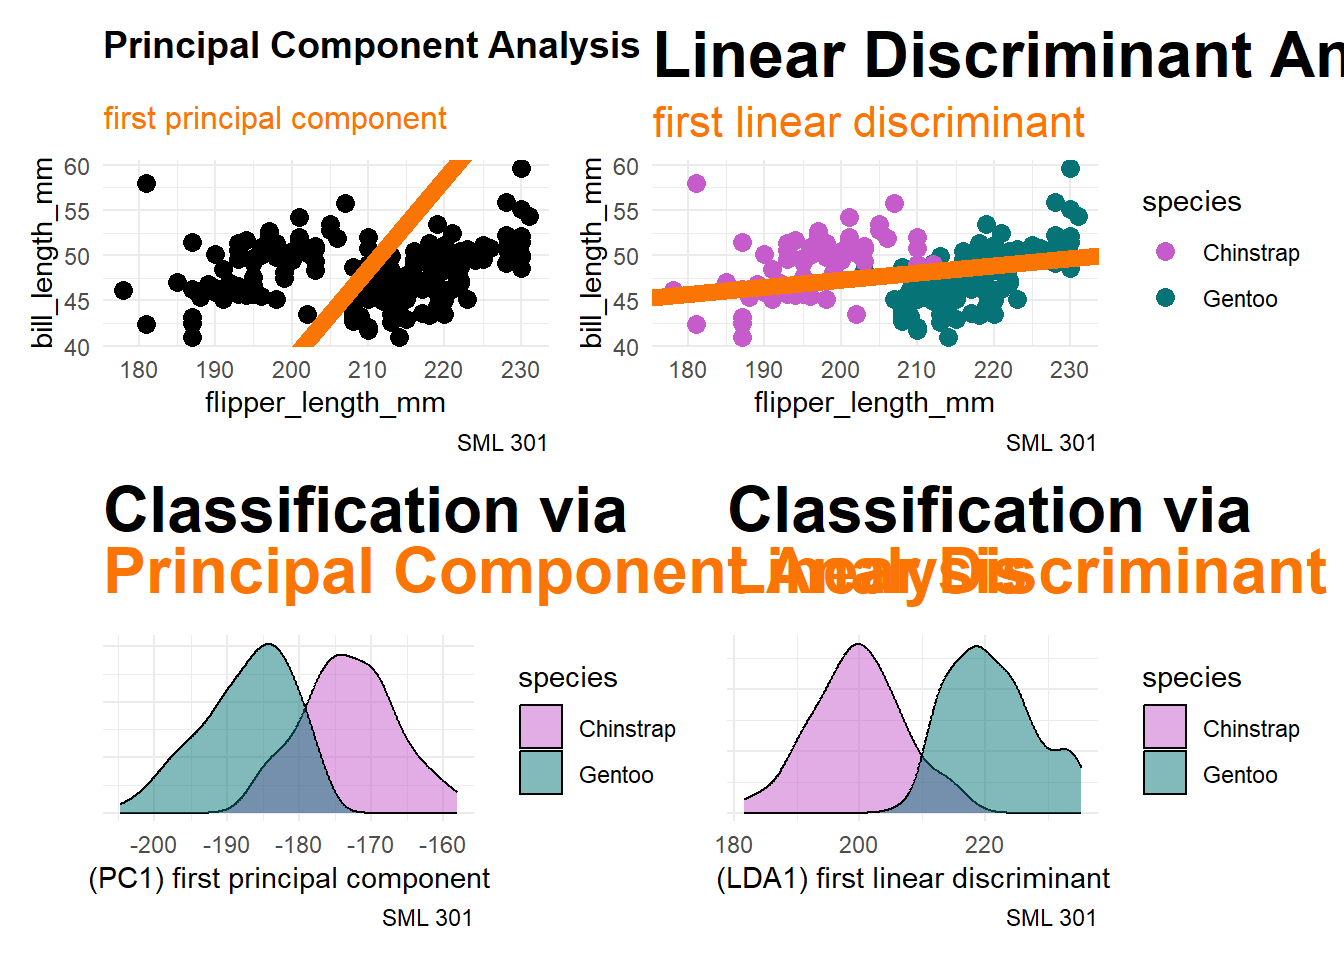 Principal Component Analysis
first principal component
bill_length_mm
60
55
50
45
40
180 190 200 210 220 230
flipper_length_mm
SML 301
Linear Discriminant An
first linear discriminant
bill_length_mm
60
55
50
45
40
180 190 200 210 220 230
flipper_length_mm
SML 301
species
Chinstrap
Gentoo
Classification via
Principal Component Analysis
-200 -190 -180 -170 -160
(PC1) first principal component
SML 301
species
Chinstrap
Gentoo
Classification via
Linear Discriminant
180 200 220
(LDA1) first linear discriminant
SML 301
species
Chinstrap
Gentoo